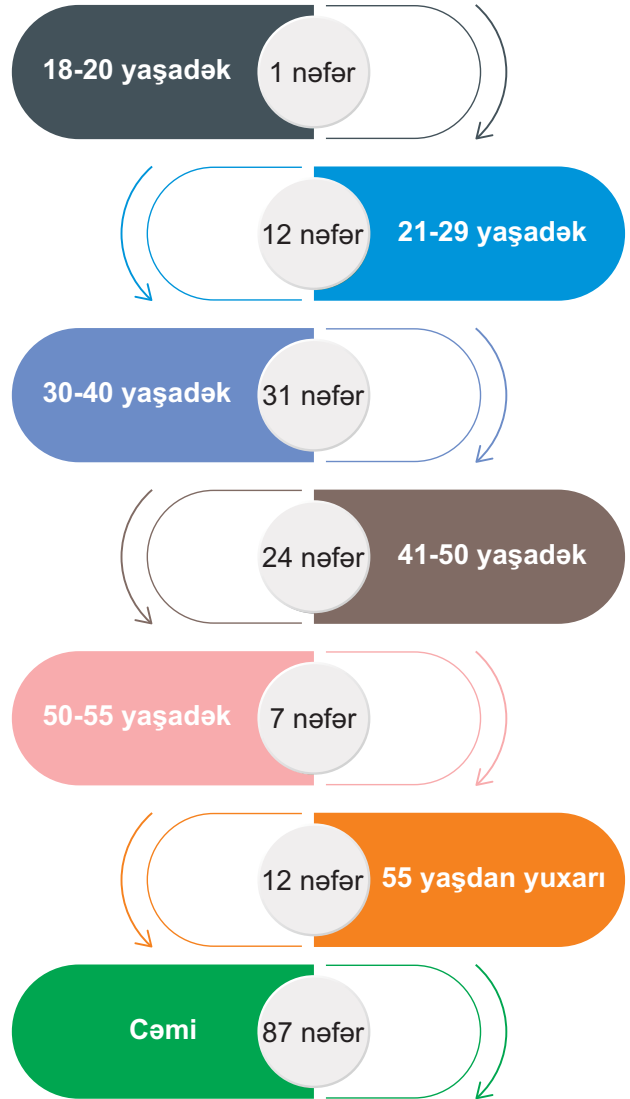 18-20 yaşadək 1 nəfər
12 nəfər 21-29 yaşadək
30-40 yaşadək 31 nəfər
24 nəfər 41-50 yaşadək
50-55 yaşadək 7 nəfər
12 nəfər 55 yaşdan yuxarı
Cəmi 87 nəfər